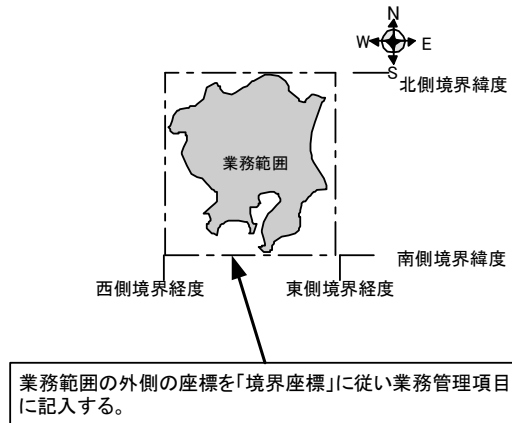 N
W
E
S
北側境界緯度
業務範囲
南側境界緯度
西側境界経度
東側境界経度
業務範囲の外側の座標を「境界座標」に従い業務管理項目
に記入する。